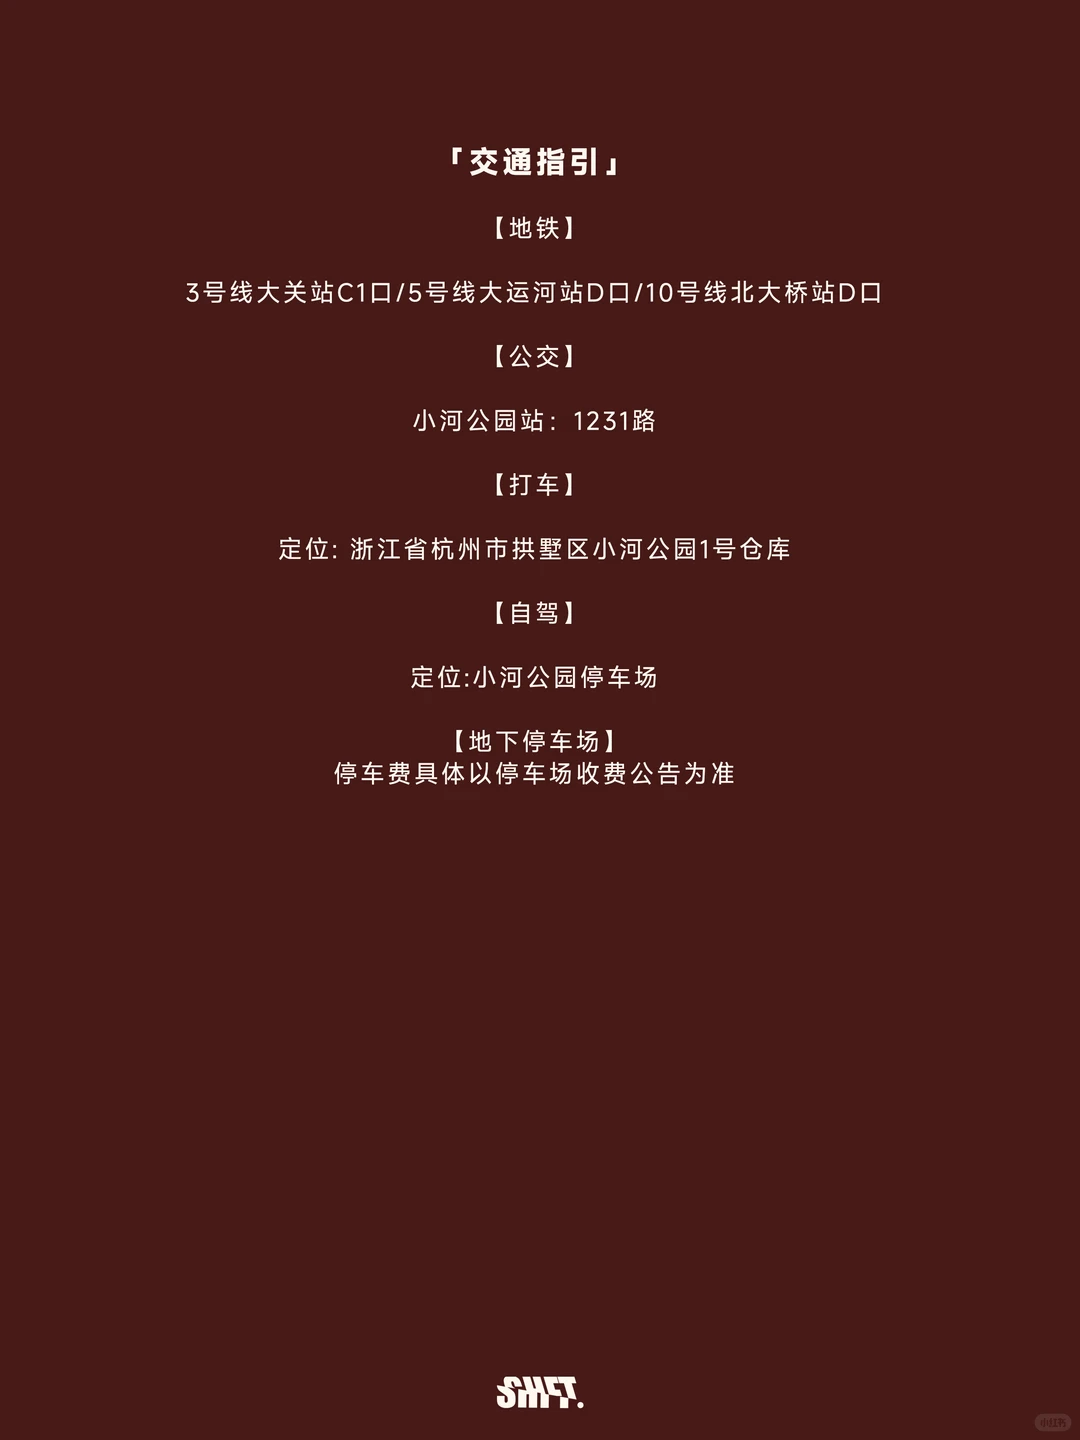 「交通指引」
【地铁】
3号线大关站C1口/5号线大运河站D口/10号线北大桥站D口
【公交】
小河公园站：1231路
【打车】
定位: 浙江省杭州市拱墅区小河公园1号仓库
【自驾】
定位:小河公园停车场
【地下停车场】
停车费具体以停车场收费公告为准
SHIFT.
小红书